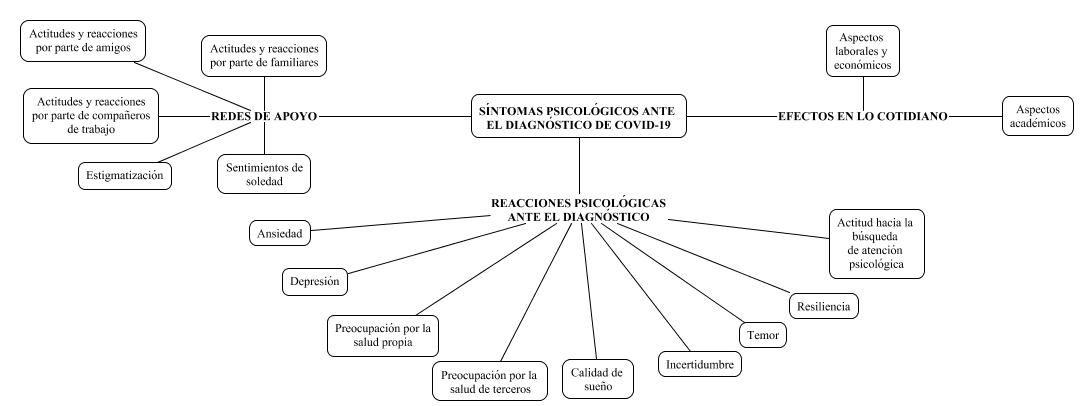 Actitudes y reacciones
por parte de amigos
Actitudes y reacciones
por parte de familiares
Actitudes y reacciones
por parte de compañeros
de trabajo
REDES DE APOYO
Estigmatización
Sentimientos de
soledad
SÍNTOMAS PSICOLÓGICOS ANTE
EL DIAGNÓSTICO DE COVID-19
Aspectos
laborales y
económicos
EFECTOS EN LO COTIDIANO
Aspectos
académicos
REACCIONES PSICOLÓGICAS
ANTE EL DIAGNÓSTICO
Ansiedad
Depresión
Preocupación por la
salud propia
Preocupación por la
salud de terceros
Calidad de
sueño
Incertidumbre
Temor
Resiliencia
Actitud hacia la
búsqueda
de atención
psicológica